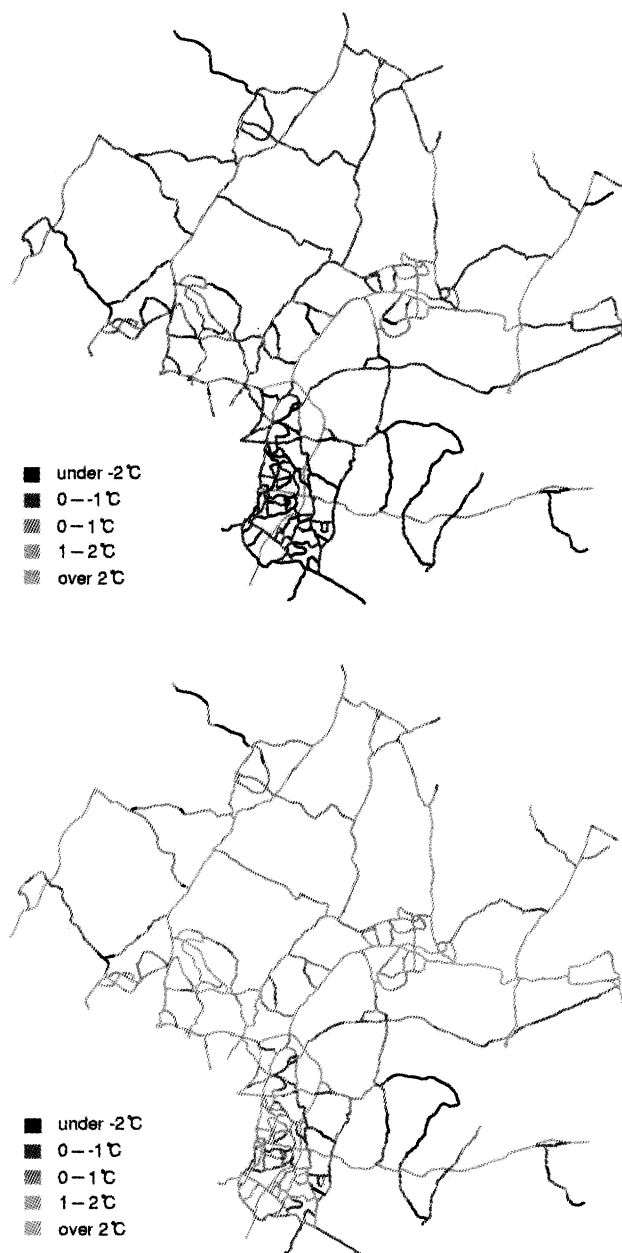 under -2℃
0 – -1℃
0 – 1℃
1 – 2℃
over 2℃
under -2℃
0 – -1℃
0 – 1℃
1 – 2℃
over 2℃